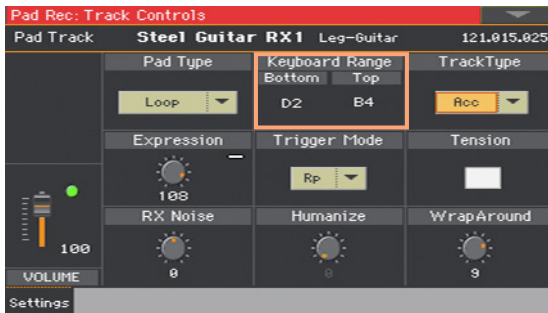 Pad Rec: Track Controls
Pad Track Steel Guitar RX1 Leg-Guitar 121.015.025
Pad Type Keyboard Range TrackType
Bottom Top
Loop D2 B4 Acc
Expression Trigger Mode Tension
108 Rp
RX Noise Humanize WrapAround
100
VOLUME 0 0 9
Settings